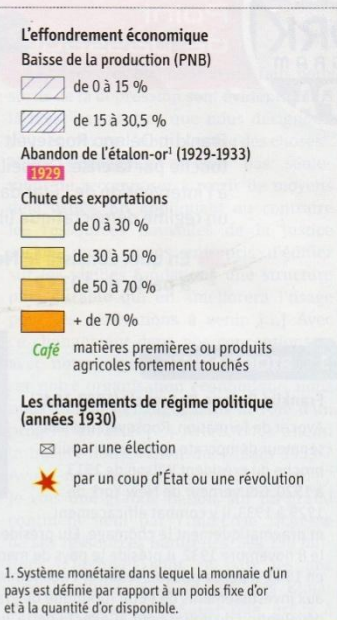 L'effondrement économique
Baisse de la production (PNB)
de 0 à 15 %
de 15 à 30,5 %
Abandon de l'étalon-or¹ (1929-1933)
1929
Chute des exportations
de 0 à 30 %
de 30 à 50 %
de 50 à 70 %
+ de 70 %
Café matières premières ou produits
agricoles fortement touchés
Les changements de régime politique
(années 1930)
par une élection
par un coup d'État ou une révolution
1. Système monétaire dans lequel la monnaie d'un
pays est définie par rapport à un poids fixe d'or
et à la quantité d'or disponible.